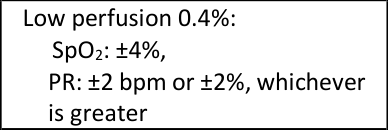 Low perfusion 0.4%:
SpO₂: ±4%,
PR: ±2 bpm or ±2%, whichever
is greater